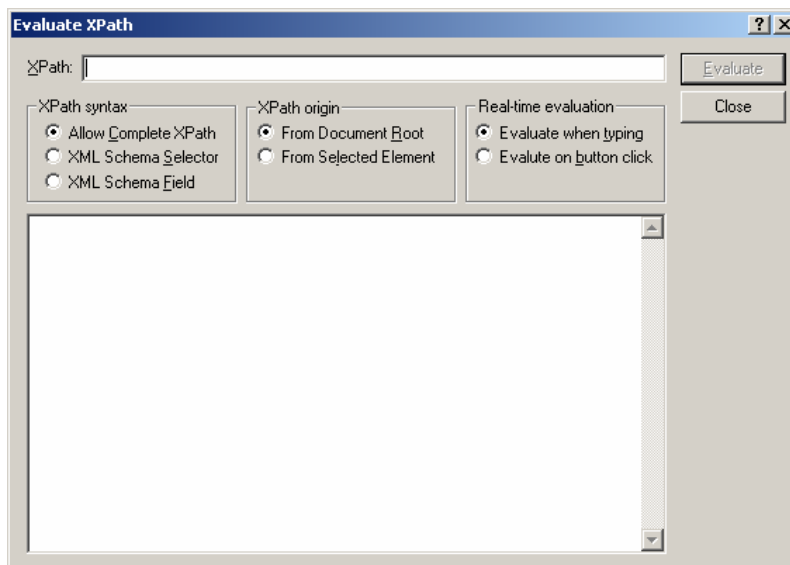 Evaluate XPath
XPath:
Evaluate
Close
XPath syntax
Allow Complete XPath
XML Schema Selector
XML Schema Field
XPath origin
From Document Root
From Selected Element
Real-time evaluation
Evaluate when typing
Evalute on button click